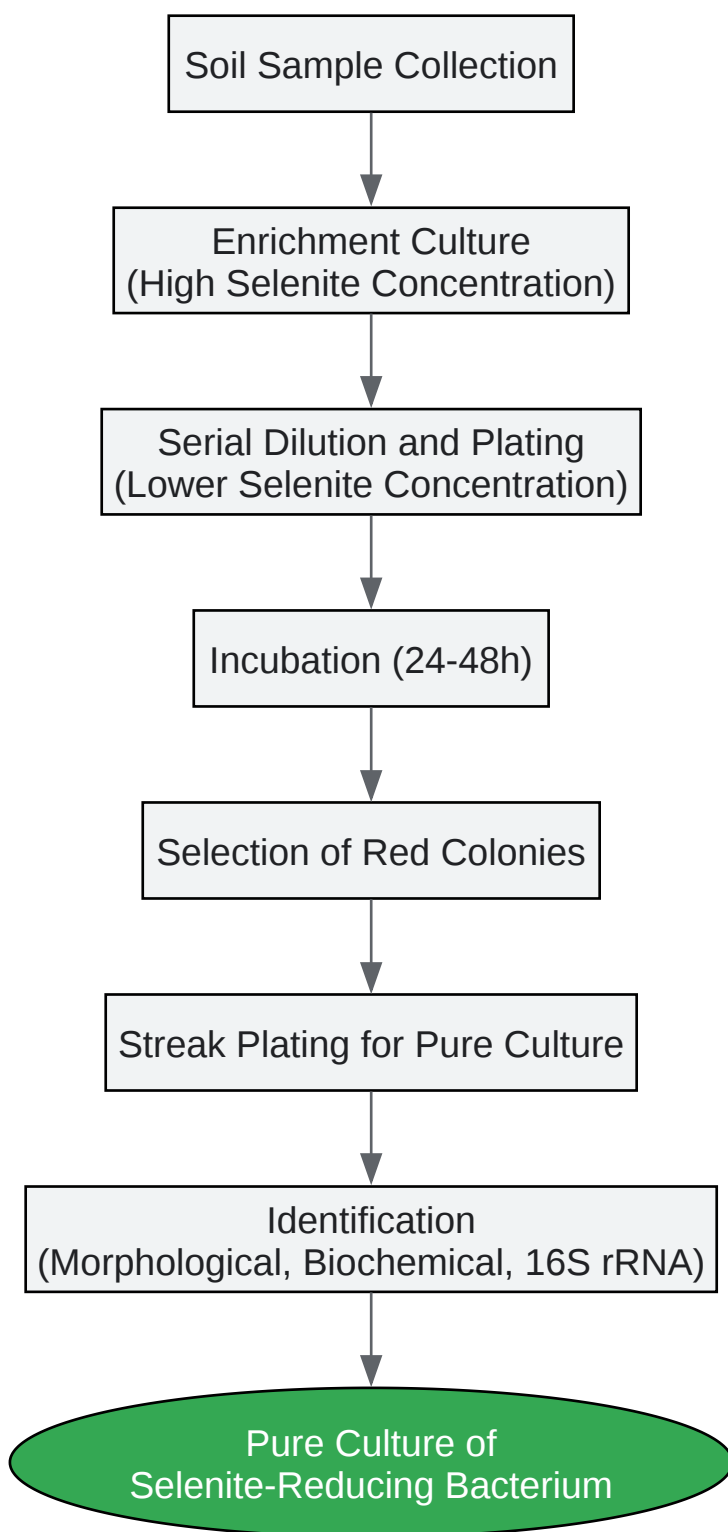 Soil Sample Collection
Enrichment Culture
(High Selenite Concentration)
Serial Dilution and Plating
(Lower Selenite Concentration)
Incubation (24-48h)
Selection of Red Colonies
Streak Plating for Pure Culture
Identification
(Morphological, Biochemical, 16S rRNA)
Pure Culture of
Selenite-Reducing Bacterium